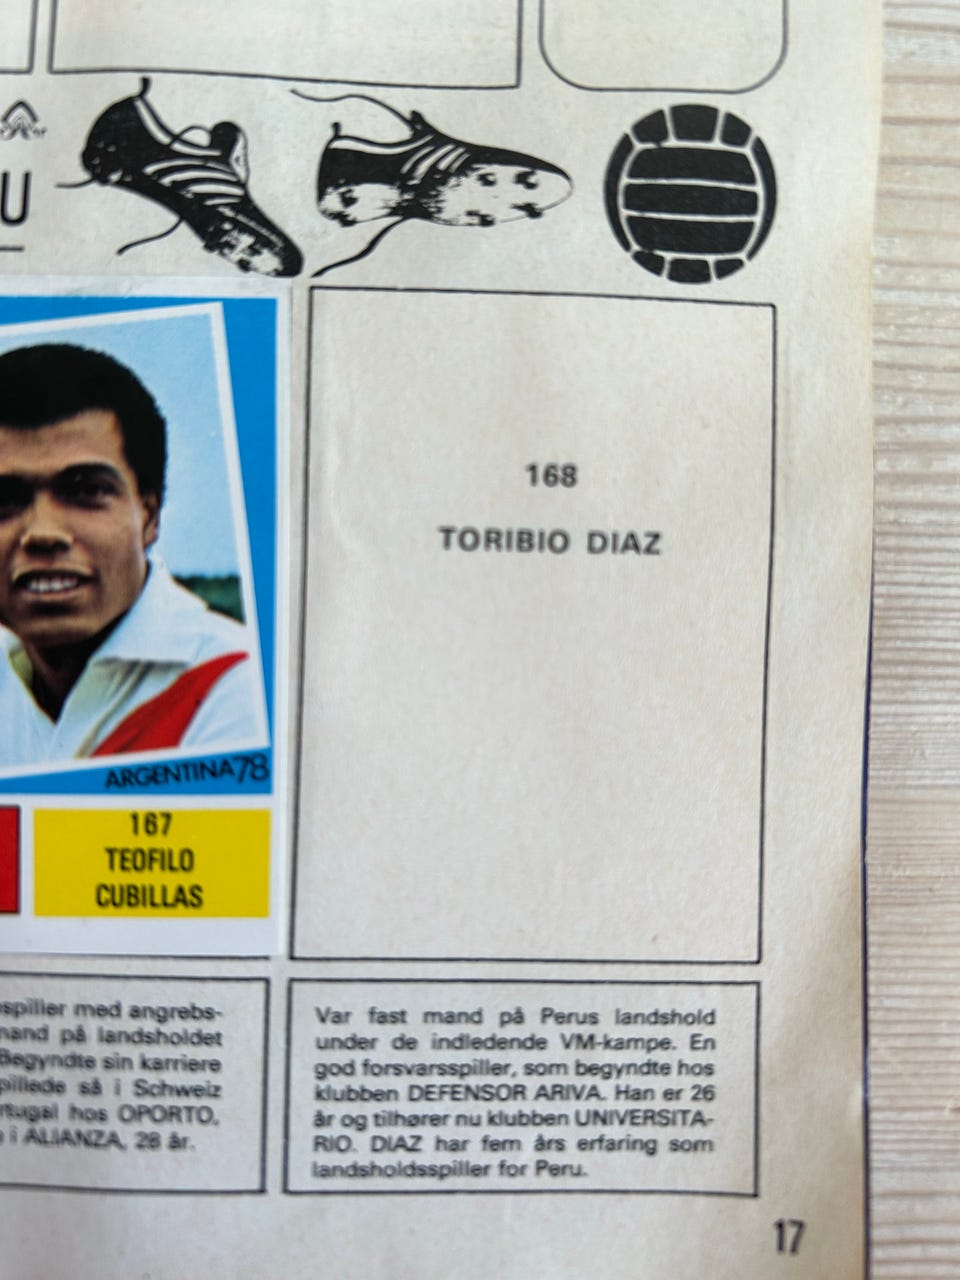 U
168
TORIBIO DIAZ
ARGENTINA78
167
TEOFILO
CUBILLAS
spiller med angrebs-
mand på landsholdet
Begyndte sin karriere
pillede så i Schweiz
rtugal hos OPORTO,
i ALIANZA, 28 år.
Var fast mand på Perus landshold
under de indledende VM-kampe. En
god forsvarsspiller, som begyndte hos
klubben DEFENSOR ARIVA. Han er 26
år og tilhører nu klubben UNIVERSITA-
RIO. DIAZ har fem års erfaring som
landsholdsspiller for Peru.
17